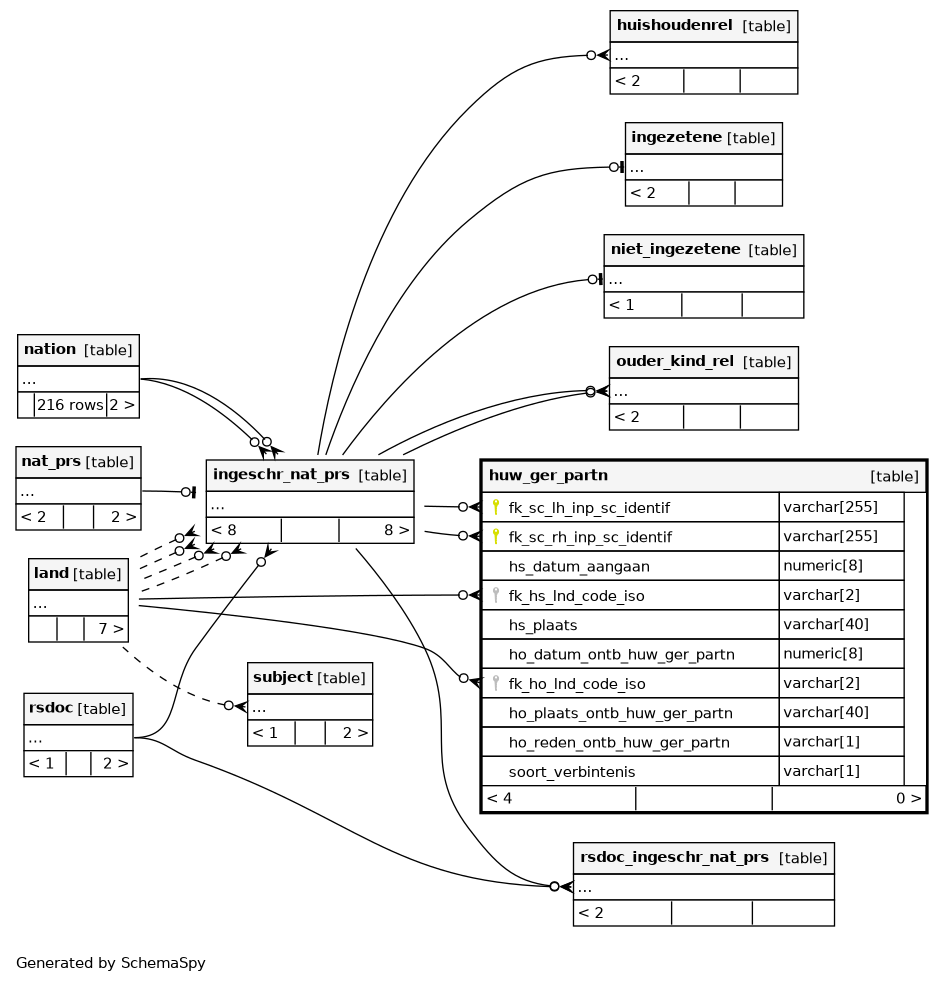 huishoudenrel [table]
...
< 2
ingezetene [table]
...
< 2
niet_ingezetene [table]
...
< 1
ouder_kind_rel [table]
...
< 2
nation [table]
...
216 rows 2 >
nat_prs [table]
...
< 2 2 >
ingeschr_nat_prs [table]
...
< 8 8 >
huw_ger_partn [table]
fk_sc_lh_inp_sc_identif varchar[255]
fk_sc_rh_inp_sc_identif varchar[255]
hs_datum_aangaan numeric[8]
fk_hs_lnd_code_iso varchar[2]
hs_plaats varchar[40]
ho_datum_ontb_huw_ger_partn numeric[8]
fk_ho_lnd_code_iso varchar[2]
ho_plaats_ontb_huw_ger_partn varchar[40]
ho_reden_ontb_huw_ger_partn varchar[1]
soort_verbintenis varchar[1]
< 4 0 >
land [table]
...
7 >
subject [table]
...
< 1 2 >
rsdoc [table]
...
< 1 2 >
rsdoc_ingeschr_nat_prs [table]
...
< 2
Generated by SchemaSpy